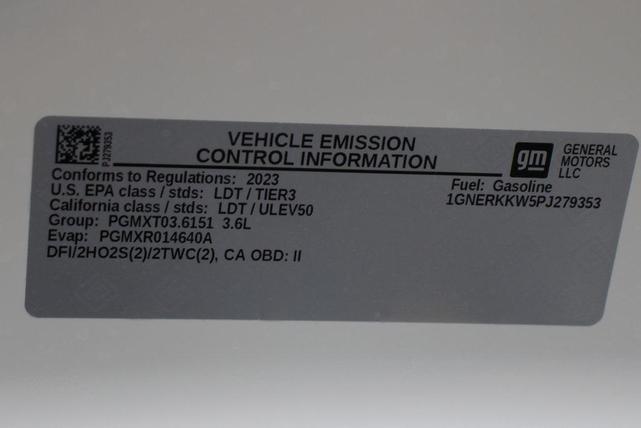 PJ279353
VEHICLE EMISSION
CONTROL INFORMATION
gm
GENERAL
MOTORS
LLC
Conforms to Regulations: 2023
U.S. EPA class / stds: LDT / TIER3
California class / stds: LDT / ULEV50
Group: PGMXT03.6151 3.6L
Evap: PGMXR014640A
DFI/2HO2S(2)/2TWC(2), CA OBD: II
Fuel: Gasoline
1GNERKKW5PJ279353